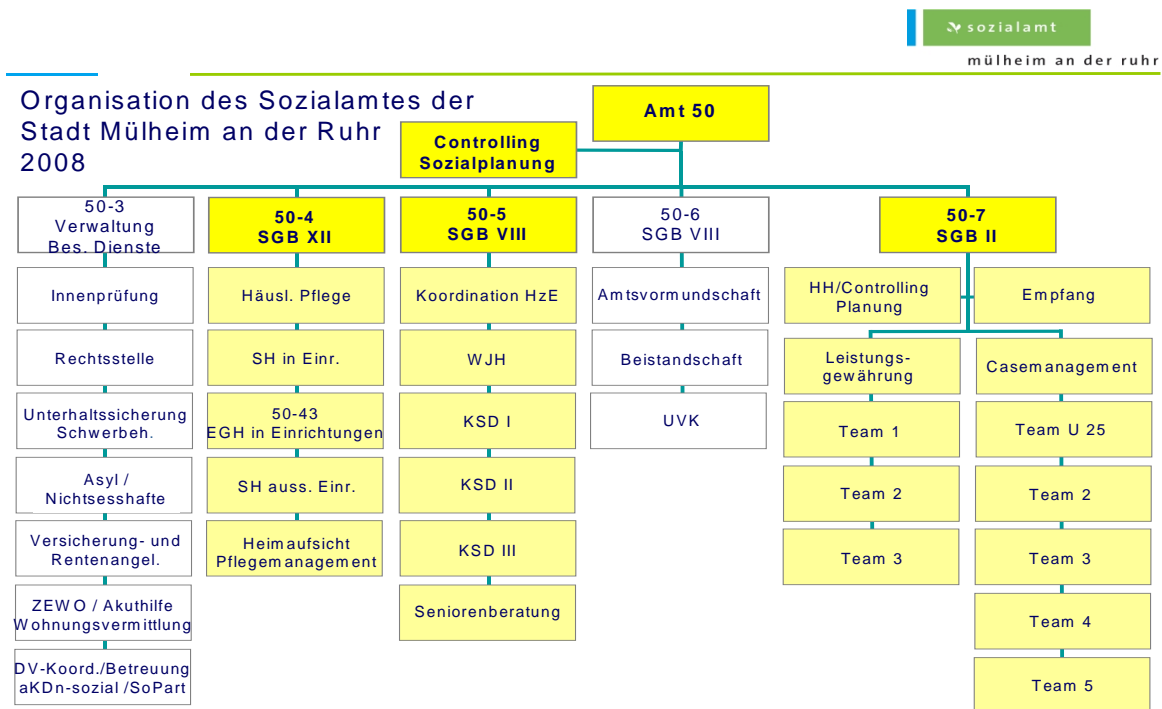 sozialamt
mülheim an der ruhr
Organisation des Sozialamtes der
Stadt Mülheim an der Ruhr
2008
Amt 50
Controlling
Sozialplanung
50-3
Verwaltung
Bes. Dienste
Innenprüfung
Rechtsstelle
Unterhaltssicherung
Schwerbeh.
Asyl /
Nichtsesshafte
Versicherung- und
Rentenangel.
ZEWO / Akuthilfe
Wohnungsvermittlung
DV-Koord./Betreuung
aKDn-sozial /SoPart
50-4
SGB XII
Häusl. Pflege
SH in Einr.
50-43
EGH in Einrichtungen
SH auss. Einr.
Heimaufsicht
Pflegemanagement
50-5
SGB VIII
Koordination HzE
WJH
KSD I
KSD II
KSD III
Seniorenberatung
50-6
SGB VIII
Amtsvormundschaft
Beistandschaft
UVK
50-7
SGB II
HH/Controlling
Planung
Empfang
Leistungs-
gewährung
Team 1
Team 2
Team 3
Casemanagement
Team U 25
Team 2
Team 3
Team 4
Team 5